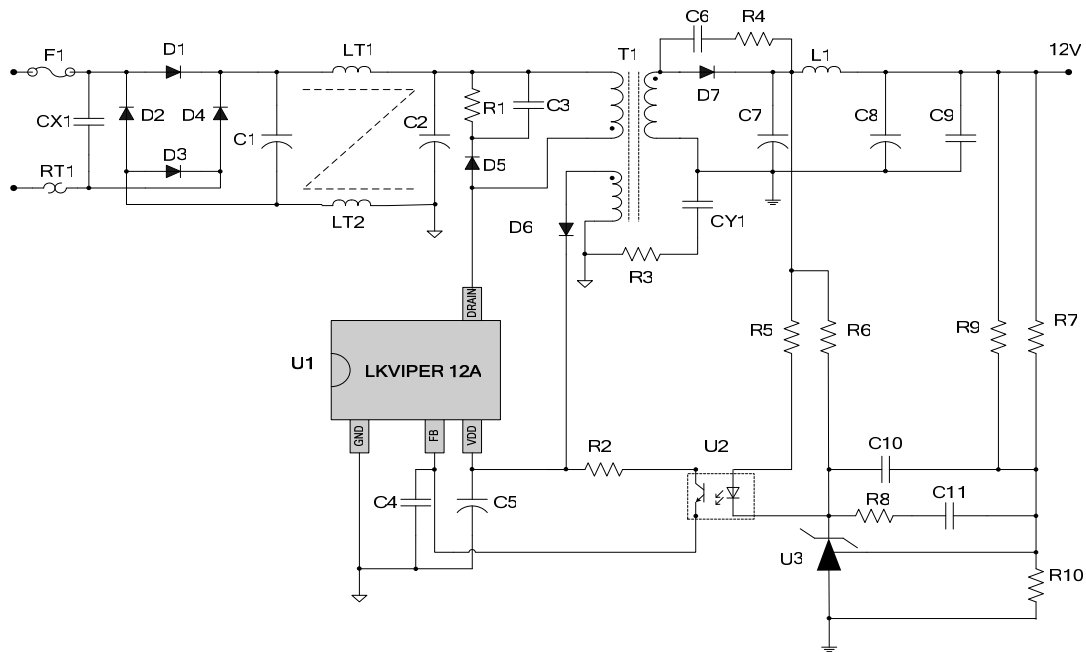 C6
R4
F1
D1
LT1
T1
L1
12V
D7
CX1
D2
D4
C1
C2
R1
C3
C7
C8
C9
D3
D5
RT1
LT2
D6
CY1
R3
DRAIN
R5
R6
R9
R7
U1
LKVIPER 12A
GND
FB
VDD
R2
U2
C10
C4
C5
R8
C11
U3
R10